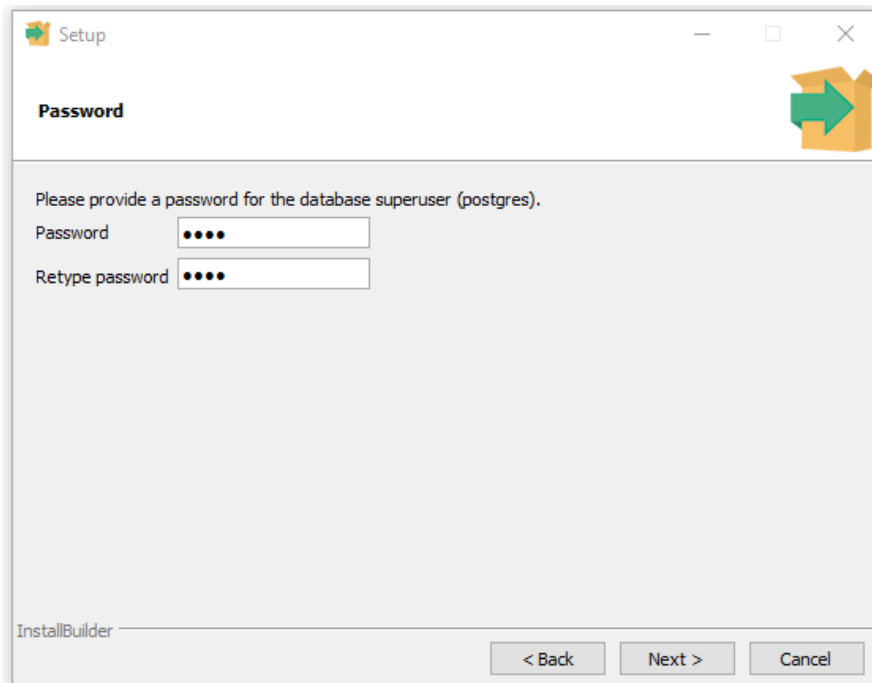 Setup
Password
Please provide a password for the database superuser (postgres).
Password ••••
Retype password ••••
InstallBuilder
< Back Next > Cancel